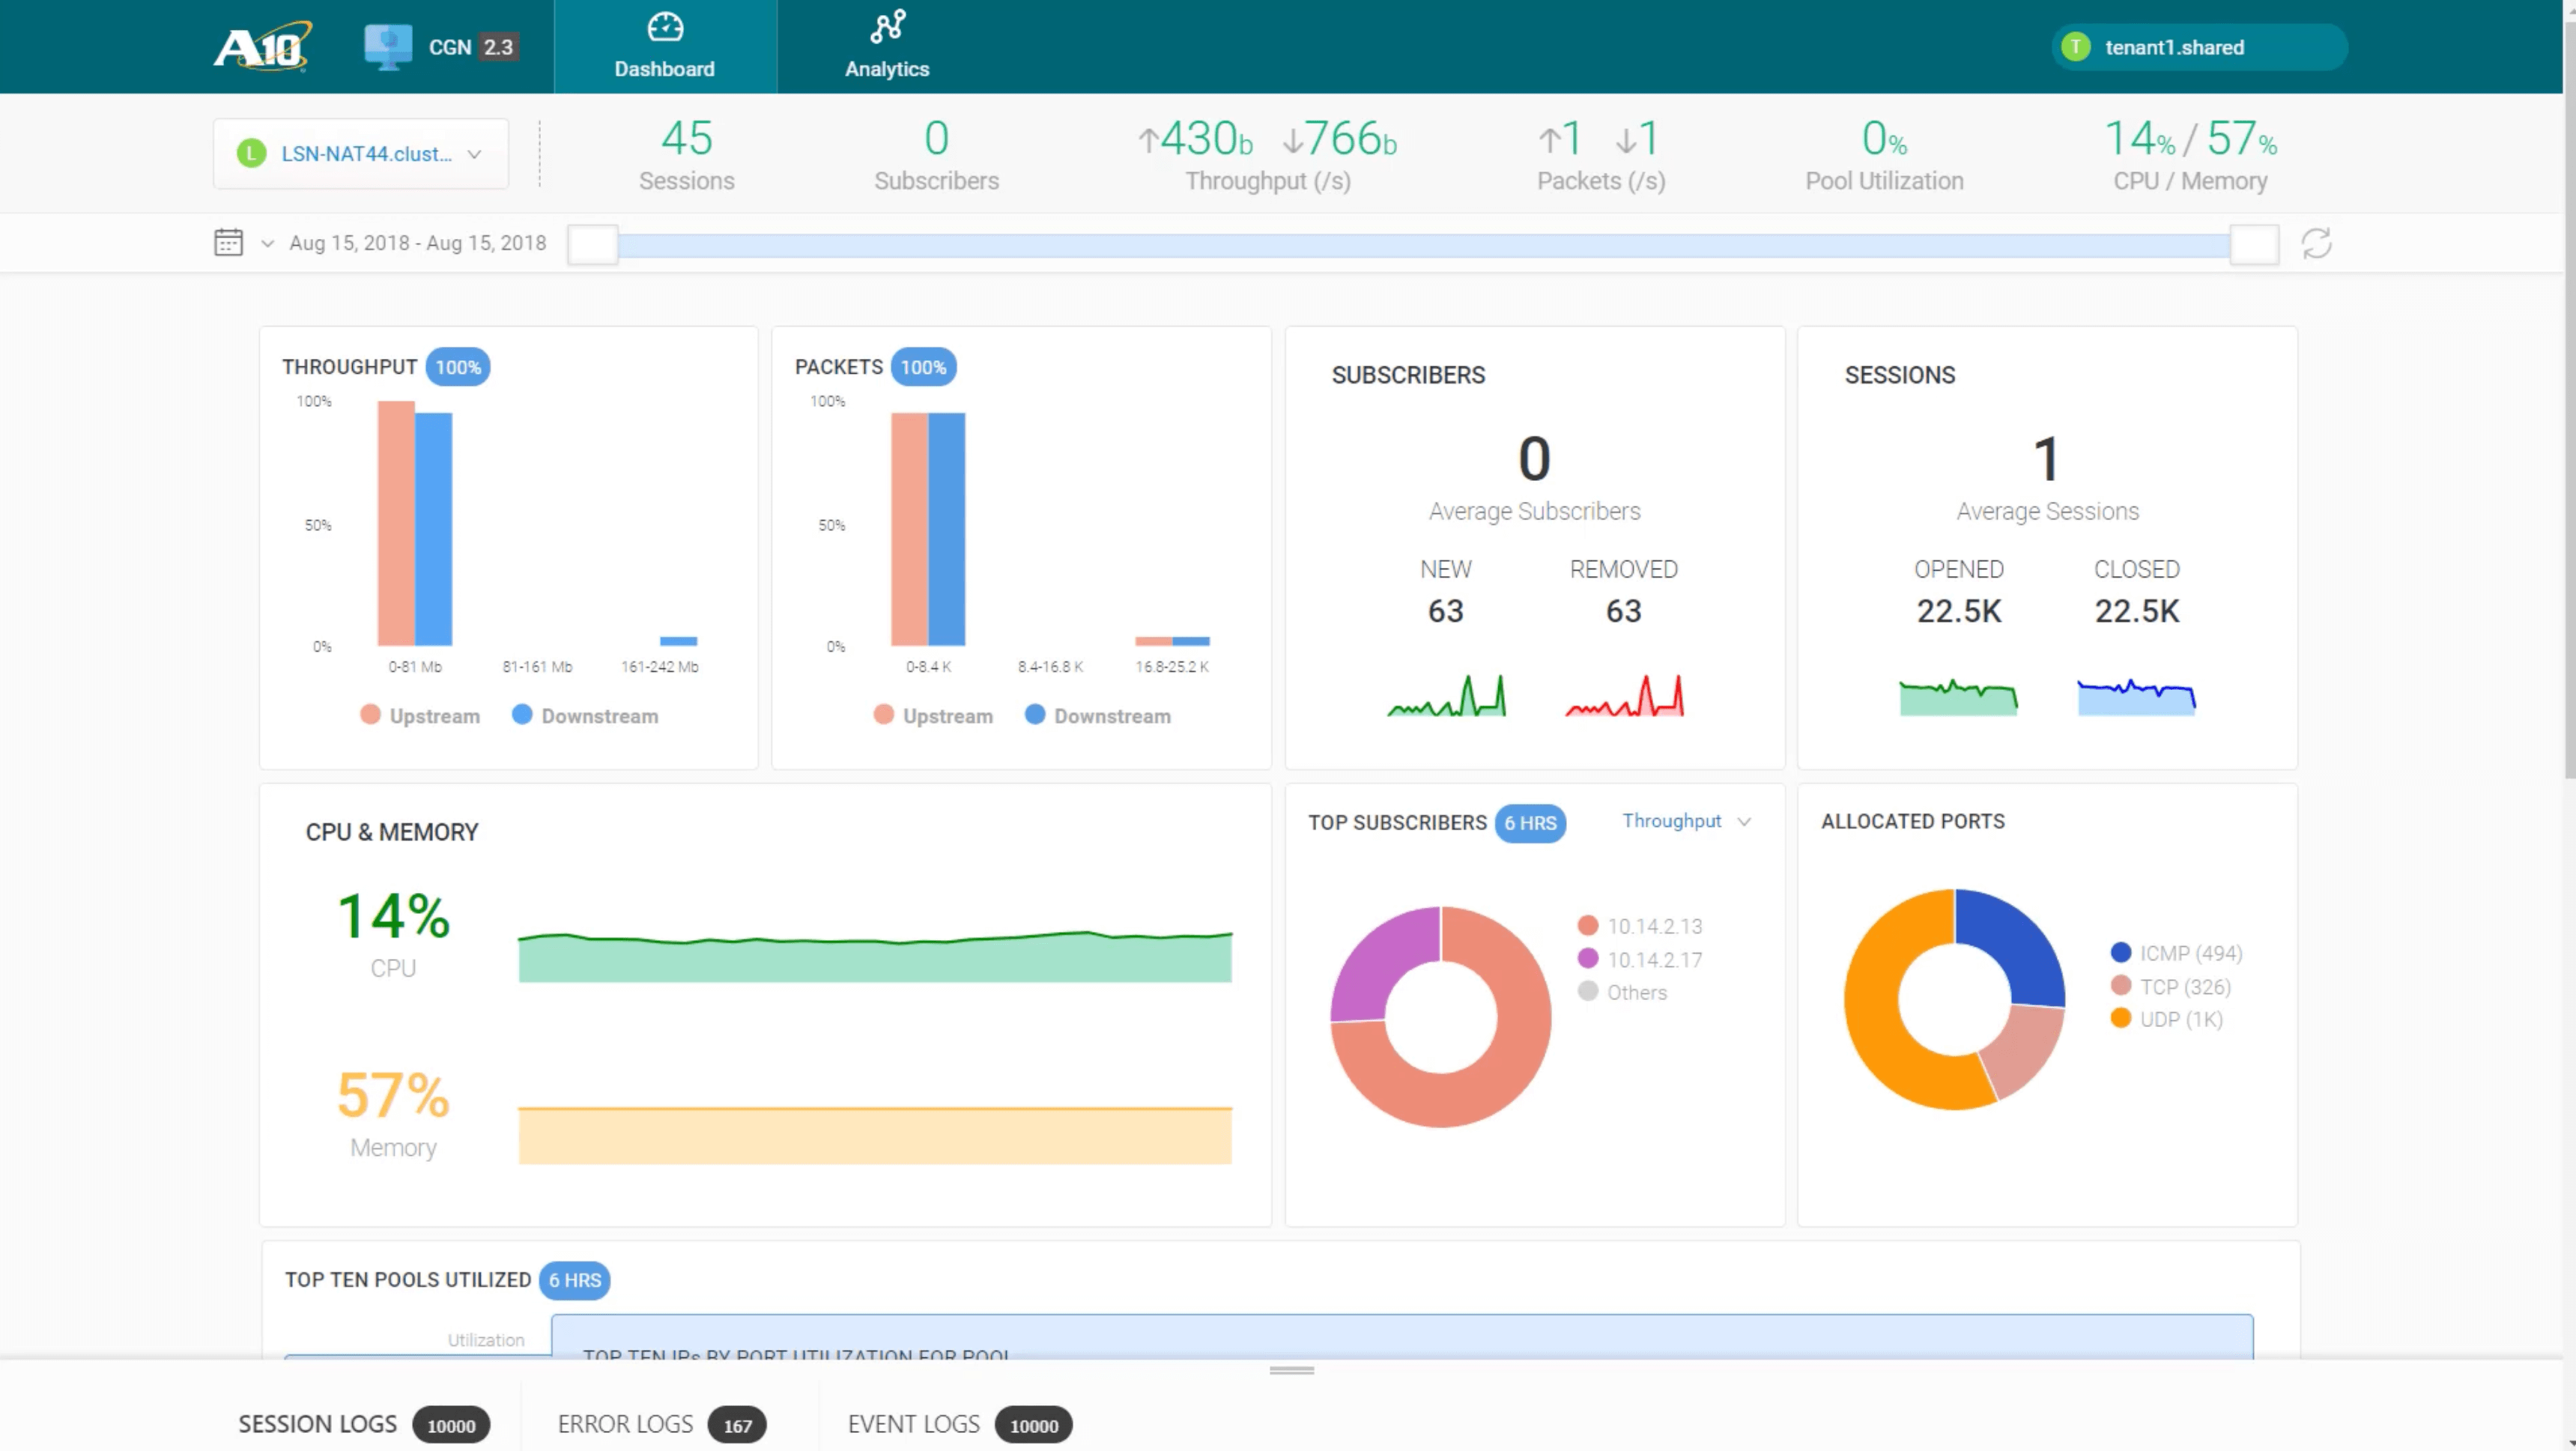 A10
CGN 2.3
Dashboard
Analytics
T tenant1.shared
L LSN-NAT44.clust...
45
Sessions
0
Subscribers
↑430b ↓766b
Throughput (/s)
↑1 ↓1
Packets (/s)
0%
Pool Utilization
14% / 57%
CPU / Memory
Aug 15, 2018 - Aug 15, 2018
THROUGHPUT 100%
100%
50%
0%
0-81 Mb 81-161 Mb 161-242 Mb
Upstream Downstream
PACKETS 100%
100%
50%
0%
0-8.4 K 8.4-16.8 K 16.8-25.2 K
Upstream Downstream
SUBSCRIBERS
0
Average Subscribers
NEW REMOVED
63 63
SESSIONS
1
Average Sessions
OPENED CLOSED
22.5K 22.5K
CPU & MEMORY
14%
CPU
57%
Memory
TOP SUBSCRIBERS 6 HRS Throughput
10.14.2.13
10.14.2.17
Others
ALLOCATED PORTS
ICMP (494)
TCP (326)
UDP (1K)
TOP TEN POOLS UTILIZED 6 HRS
Utilization
TOP TEN IPs BY PORT UTILIZATION FOR POOL
SESSION LOGS 10000
ERROR LOGS 167
EVENT LOGS 10000